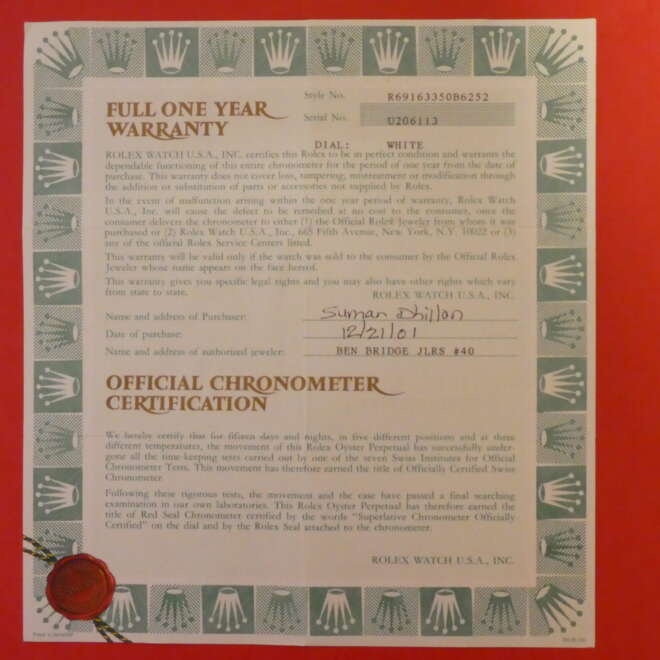 FULL ONE YEAR
WARRANTY
Style No. R69163350B6252
Serial No. U206113
DIAL: WHITE
ROLEX WATCH U.S.A., INC. certifies this Rolex to be in perfect condition and warrants the
dependable functioning of this entire chronometer for the period of one year from the date of
purchase. This warranty does not cover loss, tampering, mistreatment or modification through
the addition or substitution of parts or accessories not supplied by Rolex.
In the event of malfunction arising within the one year period of warranty, Rolex Watch
U.S.A., Inc. will cause the defect to be remedied at no cost to the consumer, once the
consumer delivers the chronometer to either (1) the Official Rolex Jeweler from whom it was
purchased or (2) Rolex Watch U.S.A., Inc., 665 Fifth Avenue, New York, N.Y. 10022 or (3)
any of the official Rolex Service Centers listed.
This warranty will be valid only if the watch was sold to the consumer by the Official Rolex
Jeweler whose name appears on the face hereof.
This warranty gives you specific legal rights and you may also have other rights which vary
from state to state.
ROLEX WATCH U.S.A., INC.
Name and address of Purchaser: Suman Dhillon
Date of purchase: 12/21/01
Name and address of authorized jeweler: BEN BRIDGE JLRS #40
OFFICIAL CHRONOMETER
CERTIFICATION
We hereby certify that for fifteen days and nights, in five different positions and at three
different temperatures, the movement of this Rolex Oyster Perpetual has successfully under-
gone all the time-keeping tests carried out by one of the seven Swiss Institutes for Official
Chronometer Tests. This movement has therefore earned the title of Officially Certified Swiss
Chronometer.
Following these rigorous tests, the movement and the case have passed a final searching
examination in our own laboratories. This Rolex Oyster Perpetual has therefore earned the
title of Red Seal Chronometer certified by the words "Superlative Chronometer Officially
Certified" on the dial and by the Rolex Seal attached to the chronometer.
ROLEX WATCH U.S.A., INC.